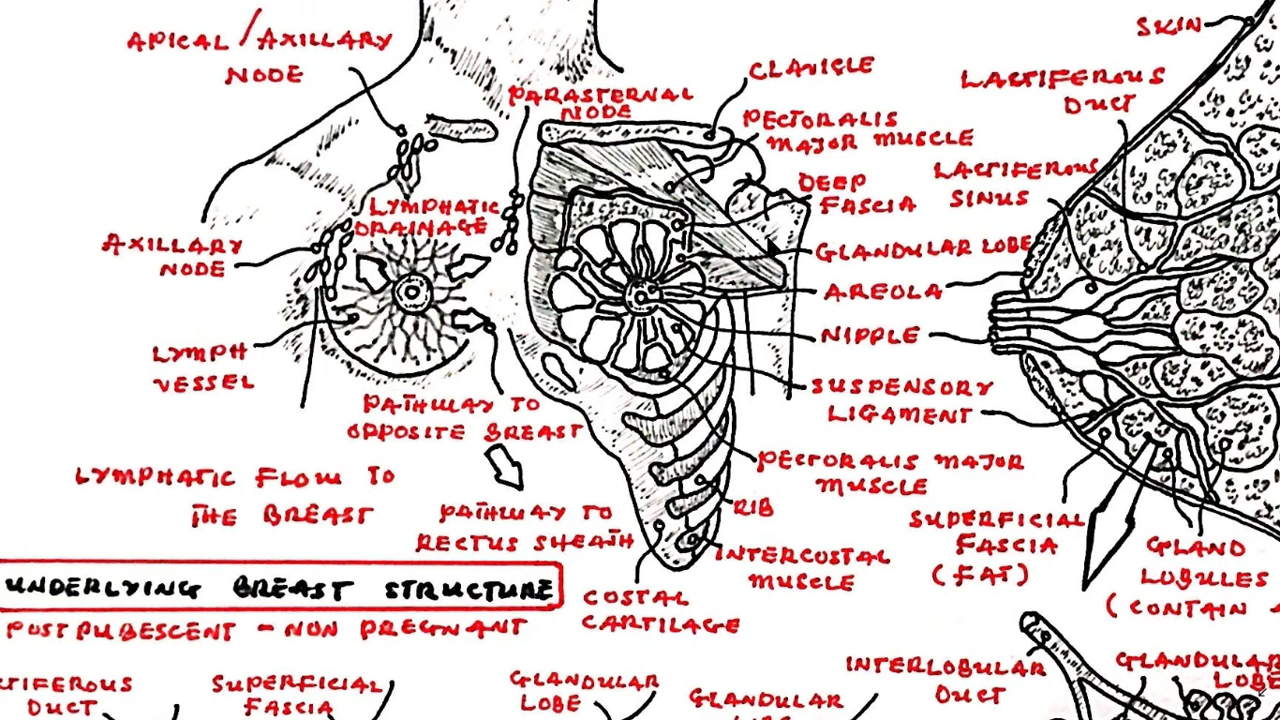 APICAL / AXILLARY
NODE
PARASTERNAL
NODE
CLAVICLE
PECTORALIS
MAJOR MUSCLE
DEEP
FASCIA
LYMPHATIC
DRAINAGE
AXILLARY
NODE
GLANDULAR LOBE
AREOLA
NIPPLE
LYMPH
VESSEL
SUSPENSORY
LIGAMENT
PATHWAY TO
OPPOSITE BREAST
PECTORALIS MAJOR
MUSCLE
LYMPHATIC FLOW TO
THE BREAST
PATHWAY TO
RECTUS SHEATH
RIB
INTERCOSTAL
MUSCLE
COSTAL
CARTILAGE
SKIN
LACTIFEROUS
DUCT
LACTIFEROUS
SINUS
SUPERFICIAL
FASCIA
(FAT)
GLAND
LOBULES
(CONTAIN
UNDERLYING BREAST STRUCTURE
POSTPUBESCENT - NON PREGNANT
CTIFEROUS
DUCT
SUPERFICIAL
FASCIA
GLANDULAR
LOBE
GLANDULAR
INTERLOBULAR
DUCT
GLANDULAR
LOBE